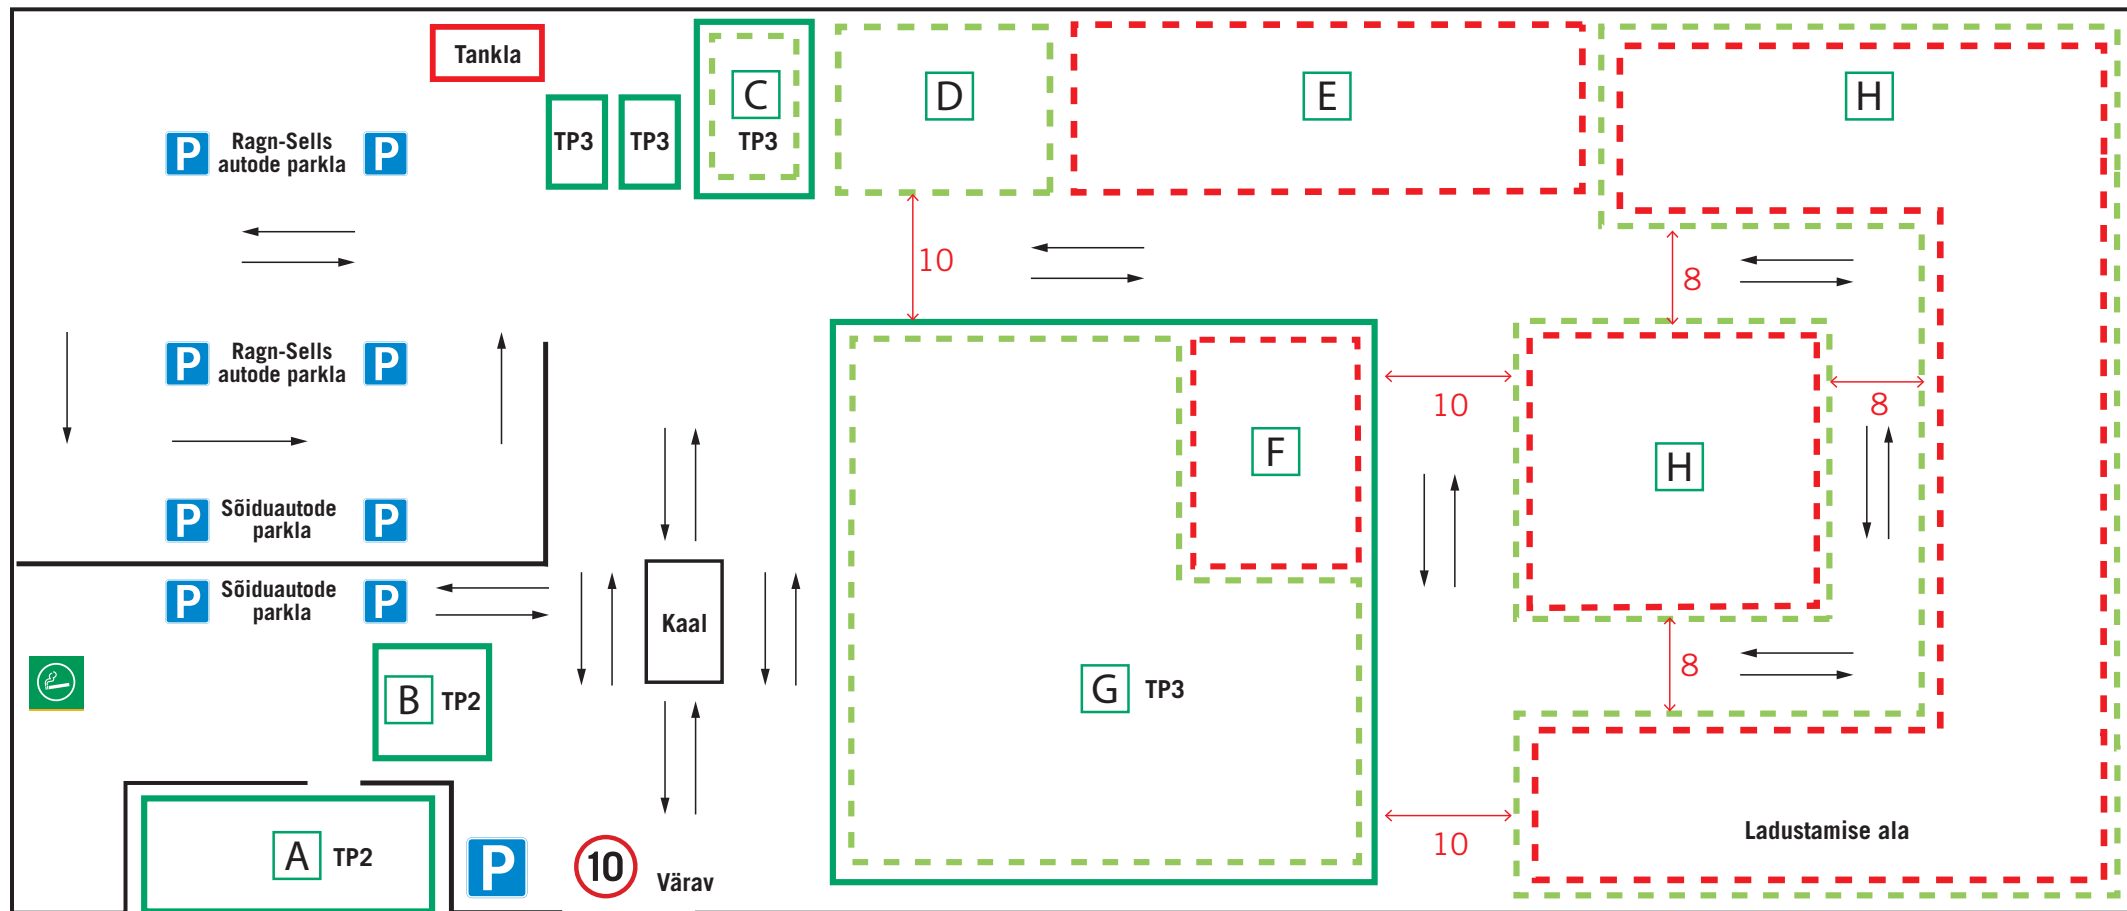 Tankla
C
D
E
H
TP3
TP3
TP3
P
Ragn-Sells
autode parkla
P
10
8
P
Ragn-Sells
autode parkla
P
10
8
F
H
P
Sõiduautode
parkla
P
P
Sõiduautode
parkla
P
Kaal
8
B
TP2
G
TP3
A
TP2
P
10
Värav
10
Ladustamise ala